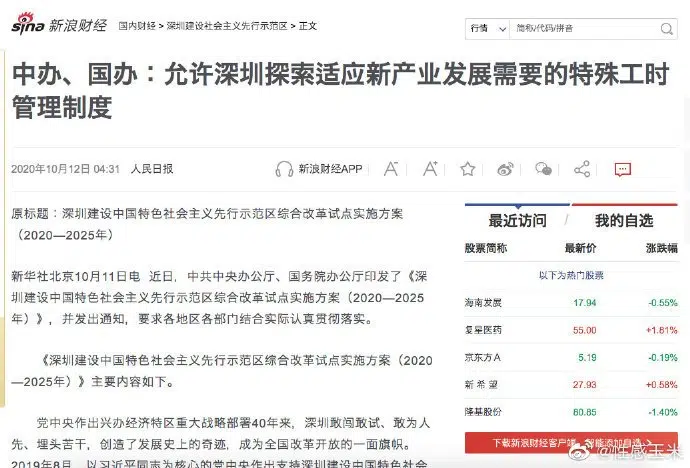 sina 新浪财经 国内财经 > 深圳建设社会主义先行示范区 > 正文
行情 简称/代码/拼音
中办、国办：允许深圳探索适应新产业发展需要的特殊工时
管理制度
2020年10月12日 04:31 人民日报
新浪财经APP A- A+
原标题：深圳建设中国特色社会主义先行示范区综合改革试点实施方案
（2020—2025年）
新华社北京10月11日电 近日，中共中央办公厅、国务院办公厅印发了《深
圳建设中国特色社会主义先行示范区综合改革试点实施方案（2020—2025
年）》，并发出通知，要求各地区各部门结合实际认真贯彻落实。
《深圳建设中国特色社会主义先行示范区综合改革试点实施方案（2020
—2025年）》主要内容如下。
党中央作出兴办经济特区重大战略部署40年来，深圳敢闯敢试、敢为人
先、埋头苦干，创造了发展史上的奇迹，成为全国改革开放的一面旗帜。
2019年8月，以习近平同志为核心的党中央作出支持深圳建设中国特色社会
最近访问 / 我的自选
股票简称 最新价 涨跌幅
以下为热门股票
海南发展 17.94 -0.55%
复星医药 55.00 +1.81%
京东方A 5.19 -0.19%
新 希 望 27.93 +0.58%
隆基股份 80.85 -1.40%
下载新浪财经客户端 智能添加自选
@性感玉米